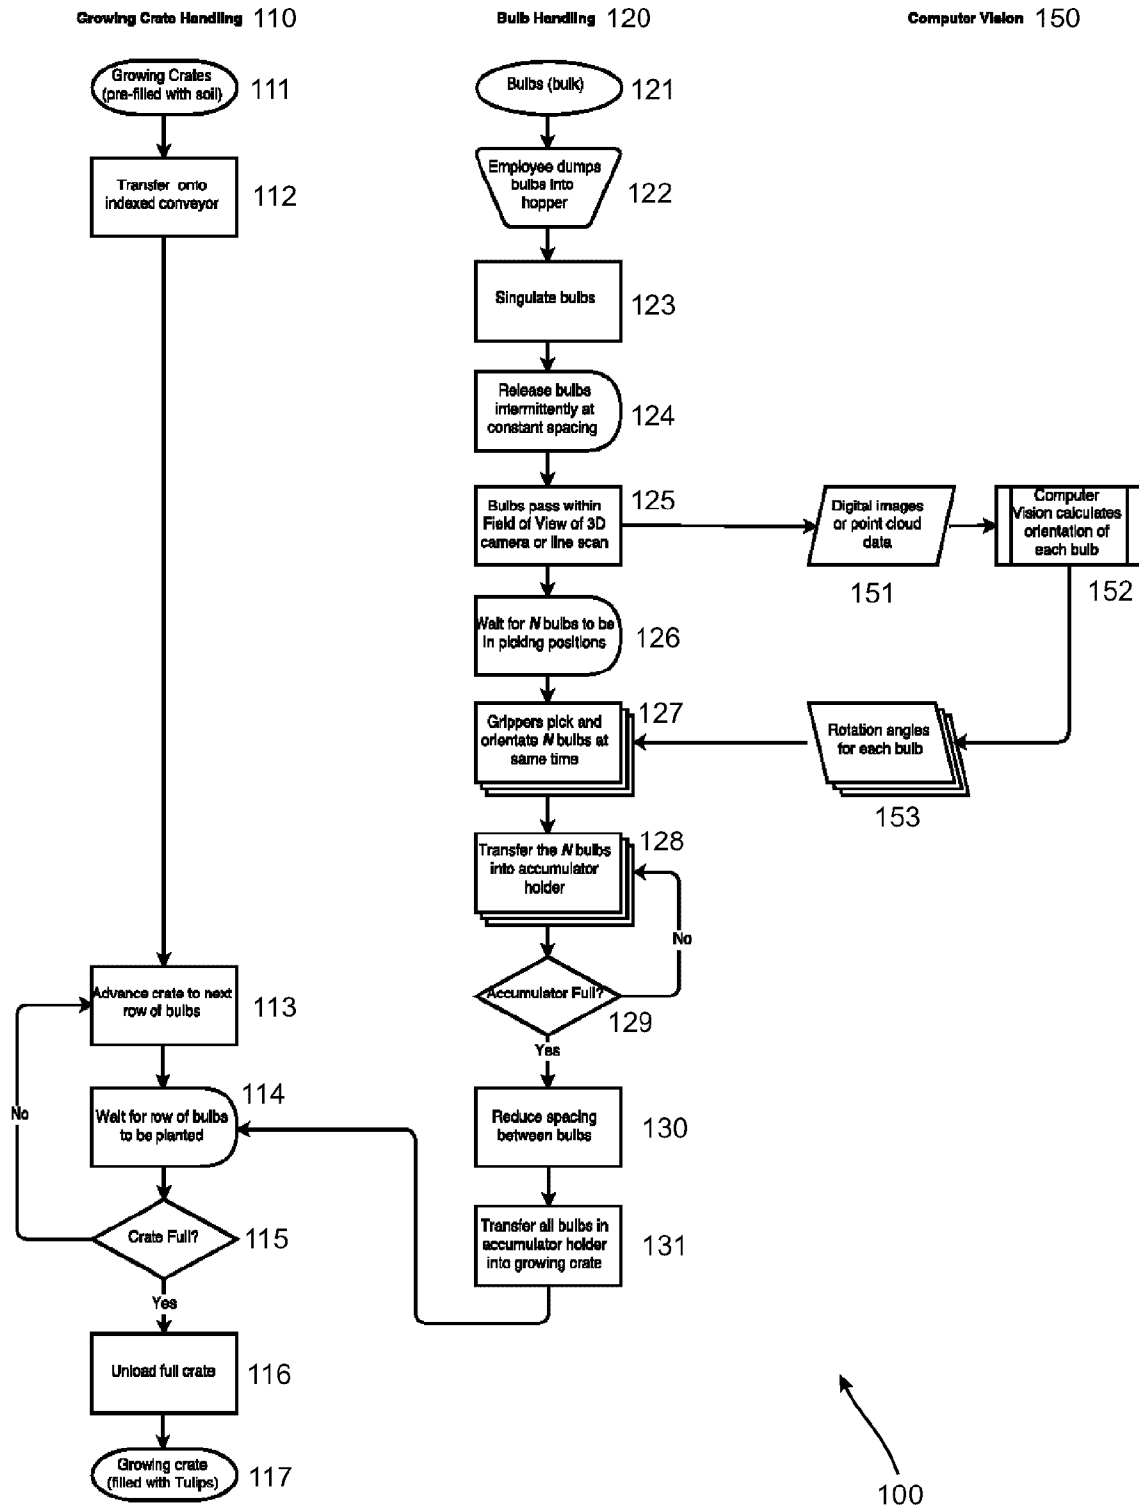 Growing Crate Handling 110
Growing Crates
(pre-filled with soil)
111
Transfer onto
indexed conveyor
112
Advance crate to next
row of bulbs
113
No
Wait for row of bulbs
to be planted
114
Crate Full?
115
Yes
Unload full crate
116
Growing crate
(filled with Tulips)
117
Bulb Handling 120
Bulbs (bulk)
121
Employee dumps
bulbs into
hopper
122
Singulate bulbs
123
Release bulbs
intermittently at
constant spacing
124
Bulbs pass within
Field of View of 3D
camera or line scan
125
Wait for N bulbs to be
in picking positions
126
Grippers pick and
orientate N bulbs at
same time
127
Transfer the N bulbs
into accumulator
holder
128
No
Accumulator Full?
129
Yes
Reduce spacing
between bulbs
130
Transfer all bulbs in
accumulator holder
into growing crate
131
Computer Vision 150
Digital images
or point cloud
data
151
Computer
Vision calculates
orientation of
each bulb
152
Rotation angles
for each bulb
153
100